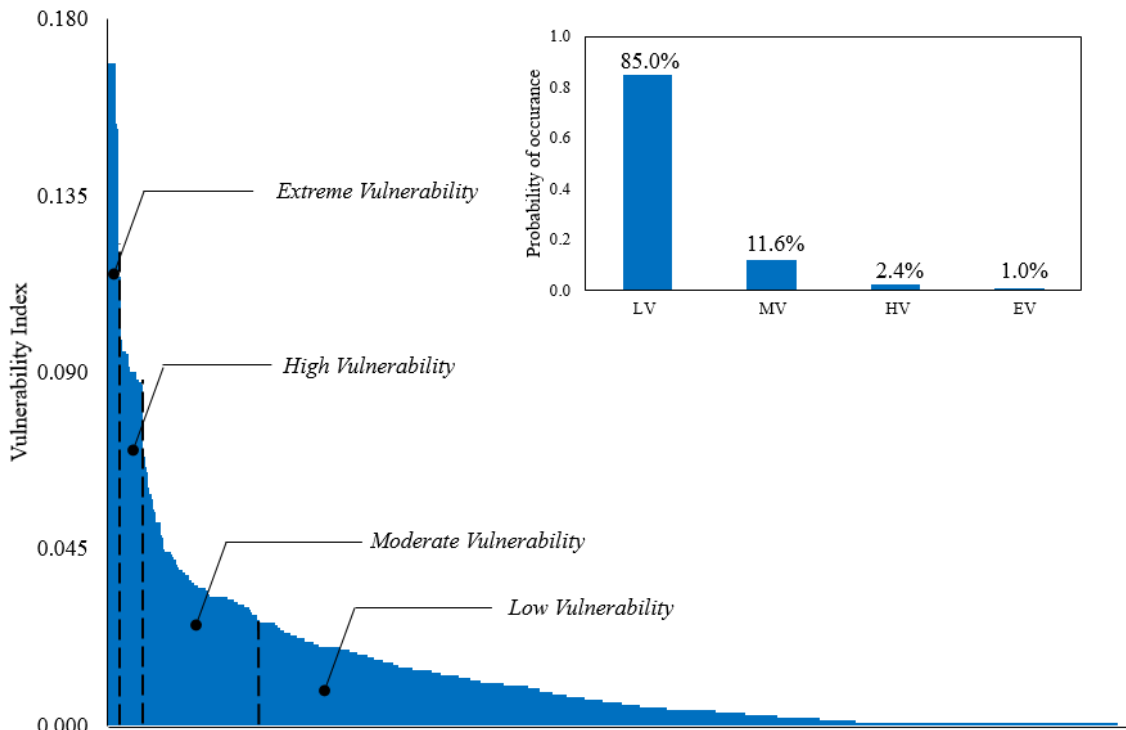 0.180
0.135
0.090
0.045
0.000
Vulnerability Index
Extreme Vulnerability
High Vulnerability
Moderate Vulnerability
Low Vulnerability
Probability of occurance
1.0
0.8
0.6
0.4
0.2
0.0
85.0%
11.6%
2.4%
1.0%
LV
MV
HV
EV